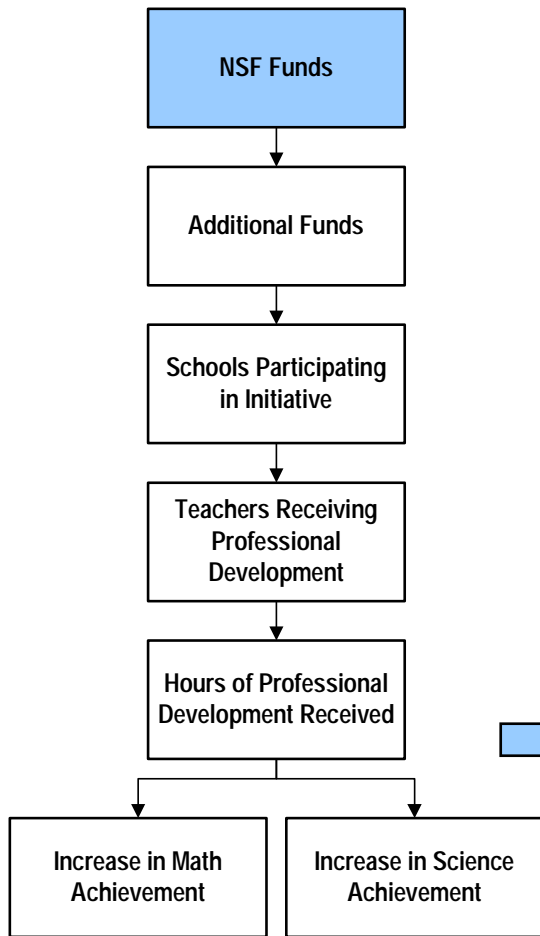 NSF Funds
Additional Funds
Schools Participating
in Initiative
Teachers Receiving
Professional
Development
Hours of Professional
Development Received
Increase in Math
Achievement
Increase in Science
Achievement